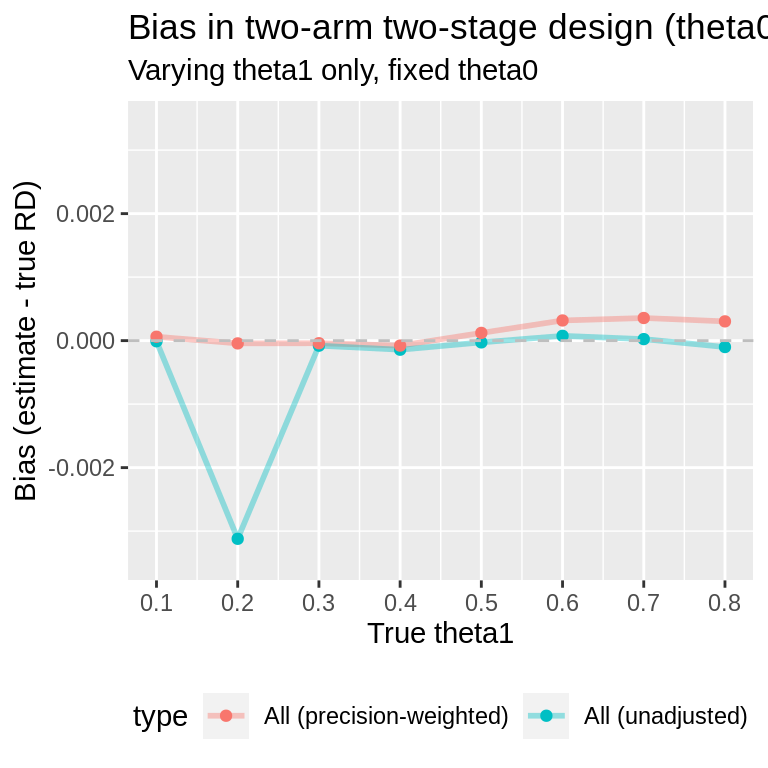 Bias in two-arm two-stage design (theta0
Varying theta1 only, fixed theta0
Bias (estimate - true RD)
0.002
0.000
-0.002
0.1 0.2 0.3 0.4 0.5 0.6 0.7 0.8
True theta1
type All (precision-weighted) All (unadjusted)